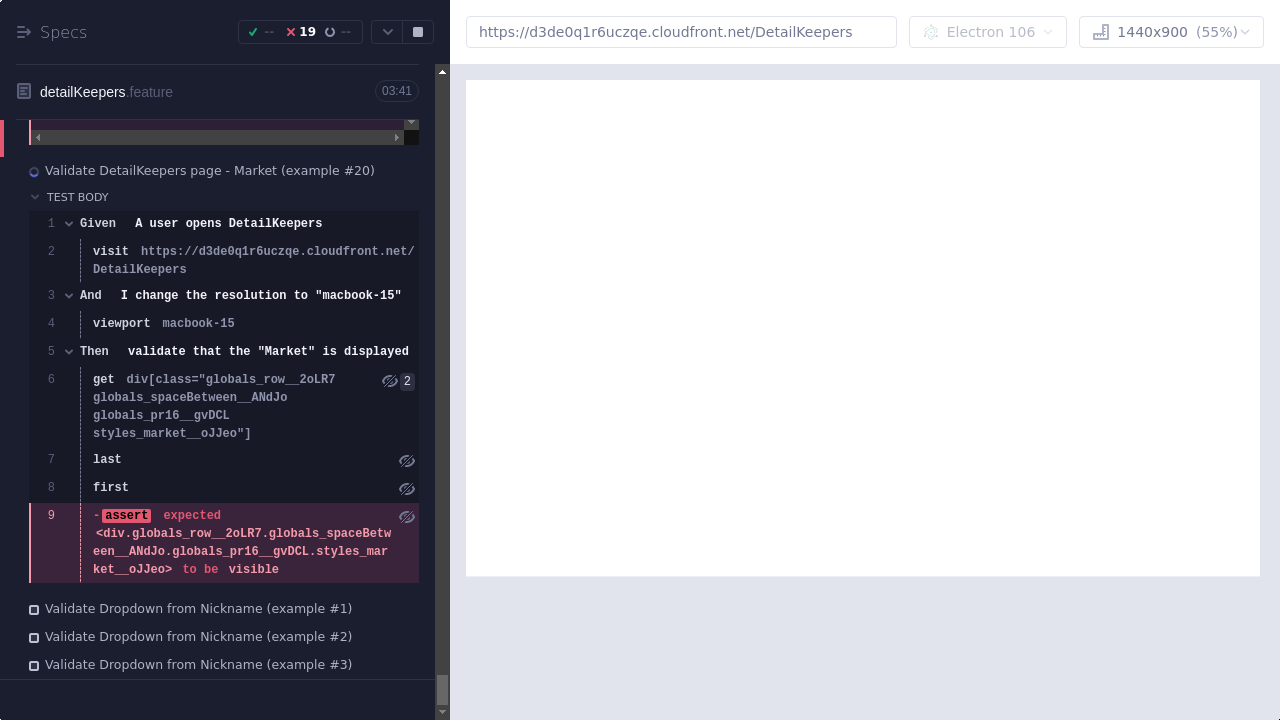 Specs
-- 19 --
https://d3de0q1r6uczqe.cloudfront.net/DetailKeepers
Electron 106
1440x900 (55%)
detailKeepers.feature
03:41
Validate DetailKeepers page - Market (example #20)
TEST BODY
1 Given A user opens DetailKeepers
2 visit https://d3de0q1r6uczqe.cloudfront.net/
DetailKeepers
3 And I change the resolution to "macbook-15"
4 viewport macbook-15
5 Then validate that the "Market" is displayed
6 get div[class="globals_row__2oLR7 2
globals_spaceBetween__ANdJo
globals_pr16__gvDCL
styles_market__oJJeo"]
7 last
8 first
9 -assert expected
<div.globals_row__2oLR7.globals_spaceBetw
een__ANdJo.globals_pr16__gvDCL.styles_mar
ket__oJJeo> to be visible
Validate Dropdown from Nickname (example #1)
Validate Dropdown from Nickname (example #2)
Validate Dropdown from Nickname (example #3)